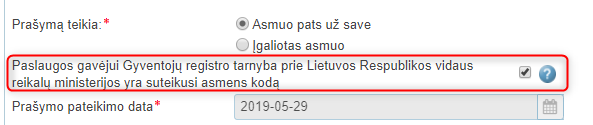 Prašymą teikia:* Asmuo pats už save
Įgaliotas asmuo
Paslaugos gavėjui Gyventojų registro tarnyba prie Lietuvos Respublikos vidaus
reikalų ministerijos yra suteikusi asmens kodą
Prašymo pateikimo data* 2019-05-29